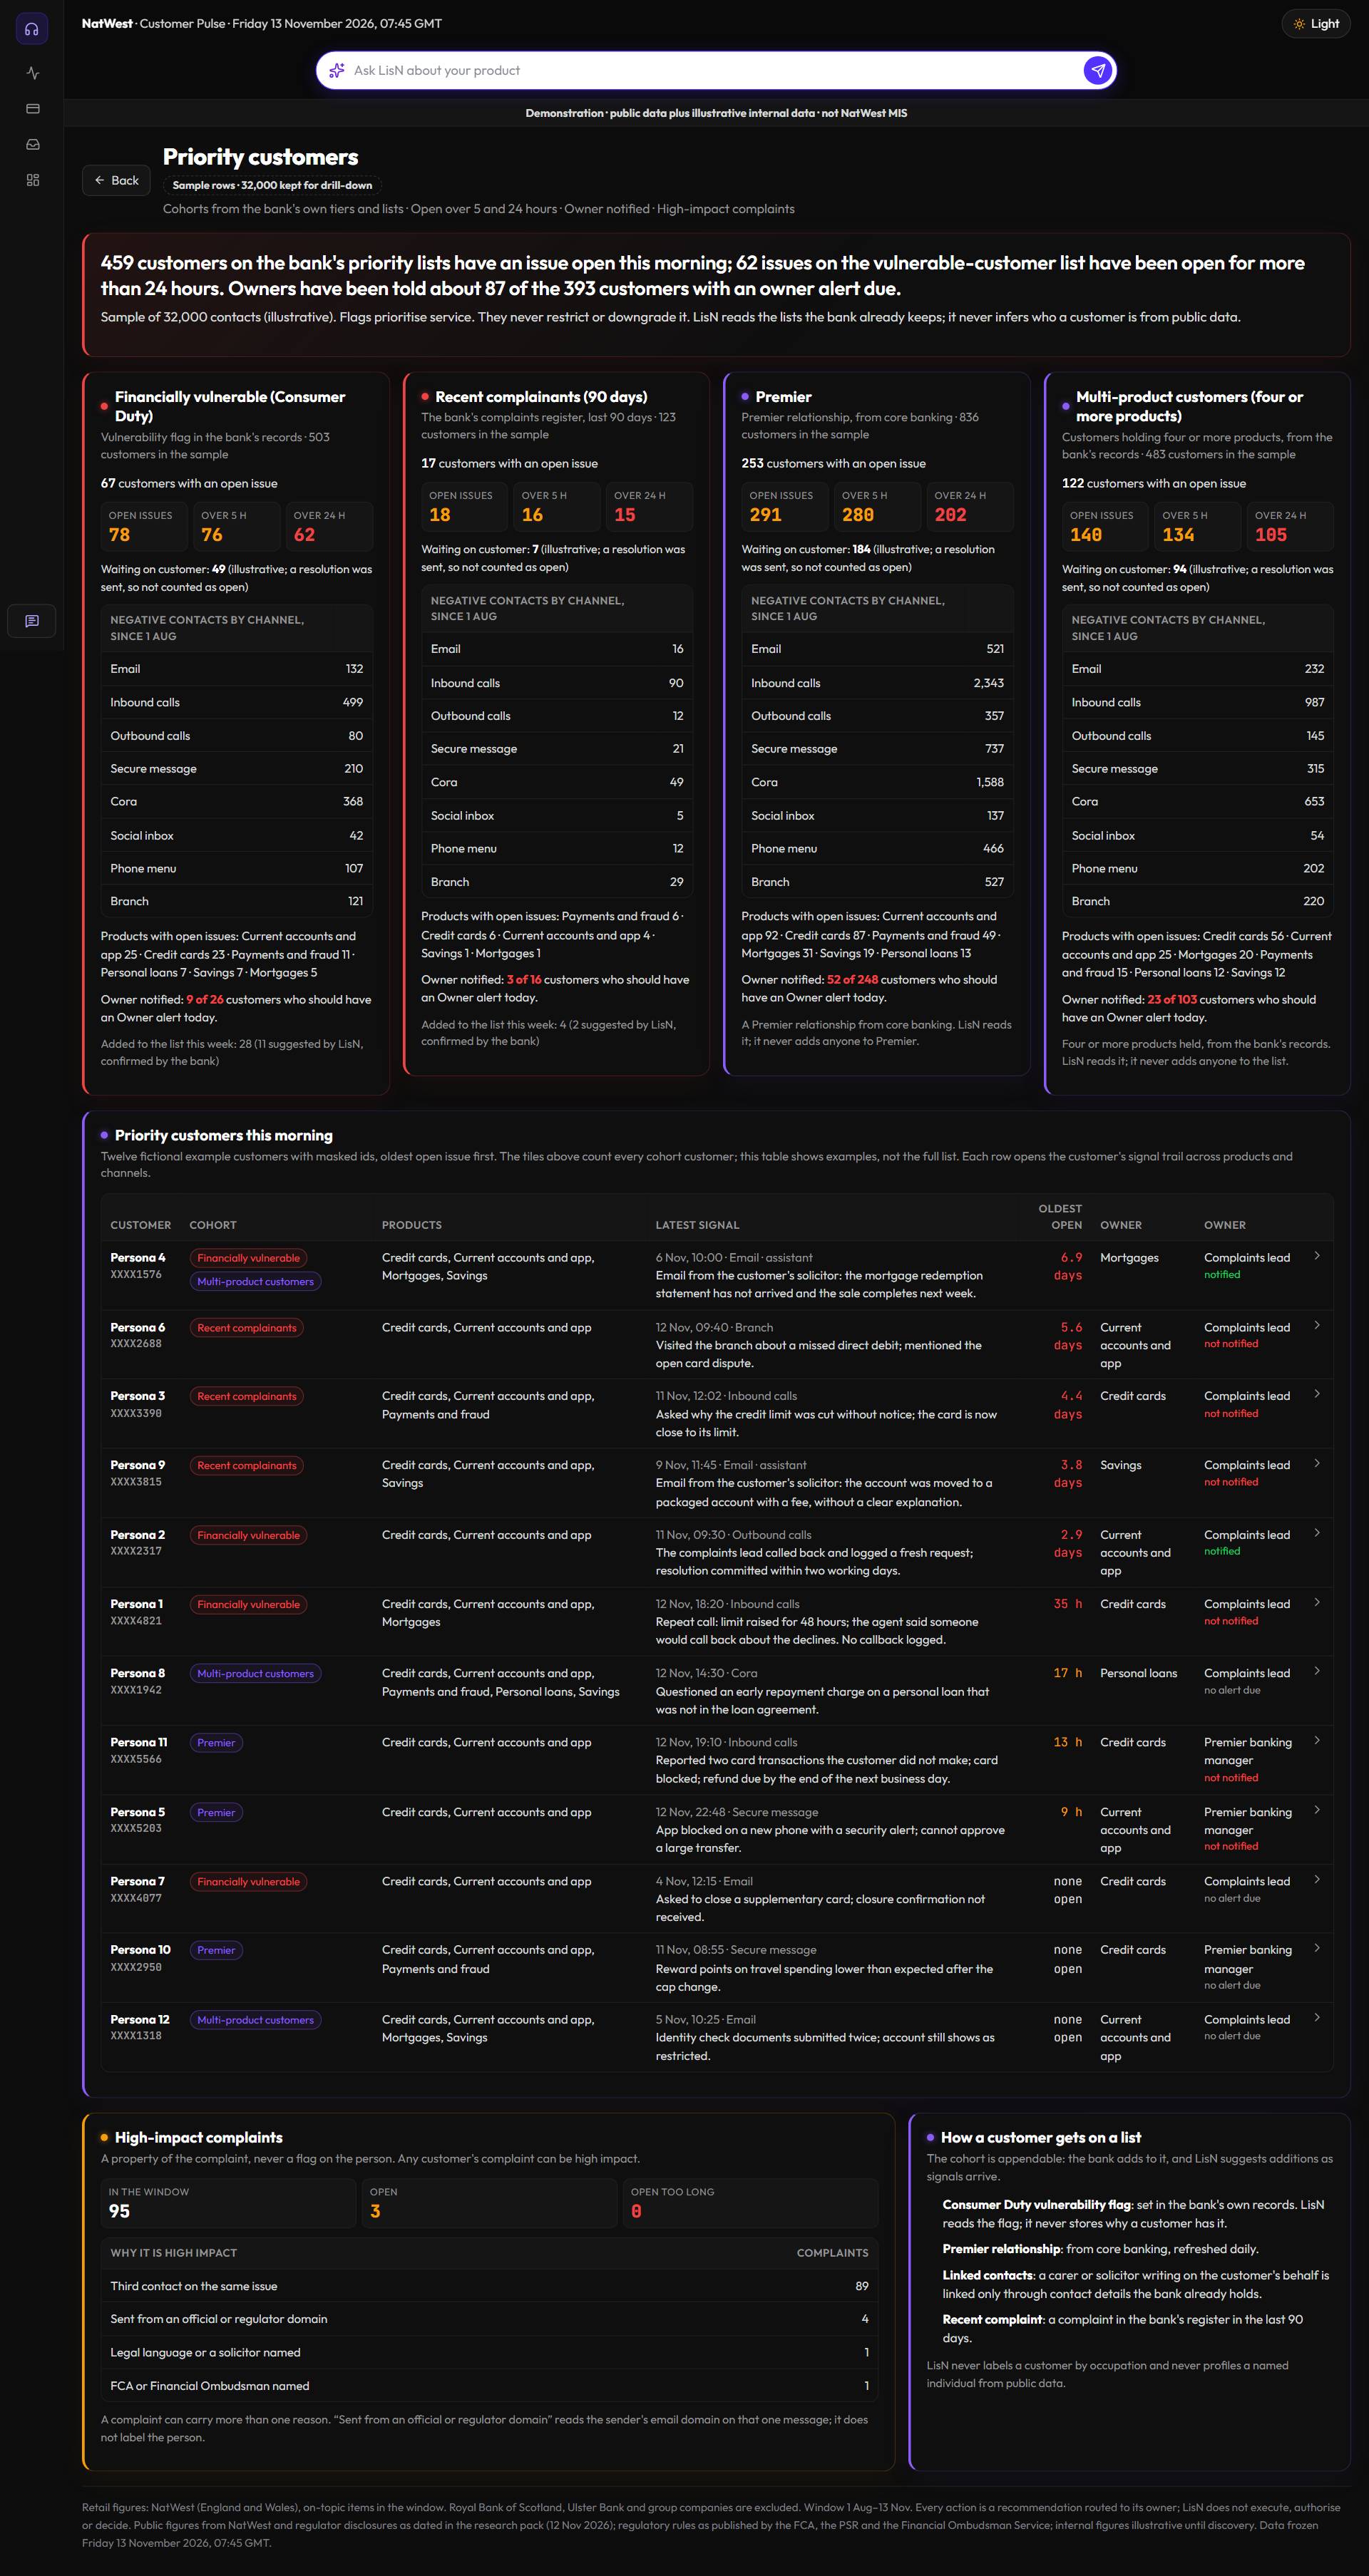 NatWest · Customer Pulse · Friday 13 November 2026, 07:45 GMT
Light
Ask LisN about your product
Demonstration · public data plus illustrative internal data · not NatWest MIS
Back
Priority customers
Sample rows · 32,000 kept for drill-down
Cohorts from the bank's own tiers and lists · Open over 5 and 24 hours · Owner notified · High-impact complaints
459 customers on the bank's priority lists have an issue open this morning; 62 issues on the vulnerable-customer list have been open for more
than 24 hours. Owners have been told about 87 of the 393 customers with an owner alert due.
Sample of 32,000 contacts (illustrative). Flags prioritise service. They never restrict or downgrade it. LisN reads the lists the bank already keeps; it never infers who a customer is from public data.
Financially vulnerable (Consumer
Duty)
Vulnerability flag in the bank's records · 503
customers in the sample
67 customers with an open issue
OPEN ISSUES
78
OVER 5 H
76
OVER 24 H
62
Waiting on customer: 49 (illustrative; a resolution was
sent, so not counted as open)
NEGATIVE CONTACTS BY CHANNEL,
SINCE 1 AUG
Email 132
Inbound calls 499
Outbound calls 80
Secure message 210
Cora 368
Social inbox 42
Phone menu 107
Branch 121
Products with open issues: Current accounts and
app 25 · Credit cards 23 · Payments and fraud 11 ·
Personal loans 7 · Savings 7 · Mortgages 5
Owner notified: 9 of 26 customers who should have
an Owner alert today.
Added to the list this week: 28 (11 suggested by LisN,
confirmed by the bank)
Recent complainants (90 days)
The bank's complaints register, last 90 days · 123
customers in the sample
17 customers with an open issue
OPEN ISSUES
18
OVER 5 H
16
OVER 24 H
15
Waiting on customer: 7 (illustrative; a resolution was
sent, so not counted as open)
NEGATIVE CONTACTS BY CHANNEL,
SINCE 1 AUG
Email 16
Inbound calls 90
Outbound calls 12
Secure message 21
Cora 49
Social inbox 5
Phone menu 12
Branch 29
Products with open issues: Payments and fraud 6 ·
Credit cards 6 · Current accounts and app 4 ·
Savings 1 · Mortgages 1
Owner notified: 3 of 16 customers who should have
an Owner alert today.
Added to the list this week: 4 (2 suggested by LisN,
confirmed by the bank)
Premier
Premier relationship, from core banking · 836
customers in the sample
253 customers with an open issue
OPEN ISSUES
291
OVER 5 H
280
OVER 24 H
202
Waiting on customer: 184 (illustrative; a resolution
was sent, so not counted as open)
NEGATIVE CONTACTS BY CHANNEL,
SINCE 1 AUG
Email 521
Inbound calls 2,343
Outbound calls 357
Secure message 737
Cora 1,588
Social inbox 137
Phone menu 466
Branch 527
Products with open issues: Current accounts and
app 92 · Credit cards 87 · Payments and fraud 49 ·
Mortgages 31 · Savings 19 · Personal loans 13
Owner notified: 52 of 248 customers who should
have an Owner alert today.
A Premier relationship from core banking. LisN reads
it; it never adds anyone to Premier.
Multi-product customers (four or
more products)
Customers holding four or more products, from the
bank's records · 483 customers in the sample
122 customers with an open issue
OPEN ISSUES
140
OVER 5 H
134
OVER 24 H
105
Waiting on customer: 94 (illustrative; a resolution was
sent, so not counted as open)
NEGATIVE CONTACTS BY CHANNEL,
SINCE 1 AUG
Email 232
Inbound calls 987
Outbound calls 145
Secure message 315
Cora 653
Social inbox 54
Phone menu 202
Branch 220
Products with open issues: Credit cards 56 · Current
accounts and app 25 · Mortgages 20 · Payments
and fraud 15 · Personal loans 12 · Savings 12
Owner notified: 23 of 103 customers who should
have an Owner alert today.
Four or more products held, from the bank's records.
LisN reads it; it never adds anyone to the list.
Priority customers this morning
Twelve fictional example customers with masked ids, oldest open issue first. The tiles above count every cohort customer; this table shows examples, not the full list. Each row opens the customer's signal trail across products and
channels.
CUSTOMER COHORT PRODUCTS LATEST SIGNAL OLDEST OPEN OWNER OWNER
Persona 4
XXXX1576
Financially vulnerable
Multi-product customers
Credit cards, Current accounts and app,
Mortgages, Savings
6 Nov, 10:00 · Email · assistant
Email from the customer's solicitor: the mortgage redemption
statement has not arrived and the sale completes next week.
6.9
days
Mortgages
Complaints lead
notified
Persona 6
XXXX2688
Recent complainants
Credit cards, Current accounts and app
12 Nov, 09:40 · Branch
Visited the branch about a missed direct debit; mentioned the
open card dispute.
5.6
days
Current
accounts and
app
Complaints lead
not notified
Persona 3
XXXX3390
Recent complainants
Credit cards, Current accounts and app,
Payments and fraud
11 Nov, 12:02 · Inbound calls
Asked why the credit limit was cut without notice; the card is now
close to its limit.
4.4
days
Credit cards
Complaints lead
not notified
Persona 9
XXXX3815
Recent complainants
Credit cards, Current accounts and app,
Savings
9 Nov, 11:45 · Email · assistant
Email from the customer's solicitor: the account was moved to a
packaged account with a fee, without a clear explanation.
3.8
days
Savings
Complaints lead
not notified
Persona 2
XXXX2317
Financially vulnerable
Credit cards, Current accounts and app
11 Nov, 09:30 · Outbound calls
The complaints lead called back and logged a fresh request;
resolution committed within two working days.
2.9
days
Current
accounts and
app
Complaints lead
notified
Persona 1
XXXX4821
Financially vulnerable
Credit cards, Current accounts and app,
Mortgages
12 Nov, 18:20 · Inbound calls
Repeat call: limit raised for 48 hours; the agent said someone
would call back about the declines. No callback logged.
35 h
Credit cards
Complaints lead
not notified
Persona 8
XXXX1942
Multi-product customers
Credit cards, Current accounts and app,
Payments and fraud, Personal loans, Savings
12 Nov, 14:30 · Cora
Questioned an early repayment charge on a personal loan that
was not in the loan agreement.
17 h
Personal loans
Complaints lead
no alert due
Persona 11
XXXX5566
Premier
Credit cards, Current accounts and app
12 Nov, 19:10 · Inbound calls
Reported two card transactions the customer did not make; card
blocked; refund due by the end of the next business day.
13 h
Credit cards
Premier banking
manager
not notified
Persona 5
XXXX5203
Premier
Credit cards, Current accounts and app
12 Nov, 22:48 · Secure message
App blocked on a new phone with a security alert; cannot approve
a large transfer.
9 h
Current
accounts and
app
Premier banking
manager
not notified
Persona 7
XXXX4077
Financially vulnerable
Credit cards, Current accounts and app
4 Nov, 12:15 · Email
Asked to close a supplementary card; closure confirmation not
received.
none
open
Credit cards
Complaints lead
no alert due
Persona 10
XXXX2950
Premier
Credit cards, Current accounts and app,
Payments and fraud
11 Nov, 08:55 · Secure message
Reward points on travel spending lower than expected after the
cap change.
none
open
Credit cards
Premier banking
manager
no alert due
Persona 12
XXXX1318
Multi-product customers
Credit cards, Current accounts and app,
Mortgages, Savings
5 Nov, 10:25 · Email
Identity check documents submitted twice; account still shows as
restricted.
none
open
Current
accounts and
app
Complaints lead
no alert due
High-impact complaints
A property of the complaint, never a flag on the person. Any customer's complaint can be high impact.
IN THE WINDOW
95
OPEN
3
OPEN TOO LONG
0
WHY IT IS HIGH IMPACT COMPLAINTS
Third contact on the same issue 89
Sent from an official or regulator domain 4
Legal language or a solicitor named 1
FCA or Financial Ombudsman named 1
A complaint can carry more than one reason. “Sent from an official or regulator domain” reads the sender's email domain on that one message; it does
not label the person.
How a customer gets on a list
The cohort is appendable: the bank adds to it, and LisN suggests additions as
signals arrive.
Consumer Duty vulnerability flag: set in the bank's own records. LisN
reads the flag; it never stores why a customer has it.
Premier relationship: from core banking, refreshed daily.
Linked contacts: a carer or solicitor writing on the customer's behalf is
linked only through contact details the bank already holds.
Recent complaint: a complaint in the bank's register in the last 90
days.
LisN never labels a customer by occupation and never profiles a named
individual from public data.
Retail figures: NatWest (England and Wales), on-topic items in the window. Royal Bank of Scotland, Ulster Bank and group companies are excluded. Window 1 Aug–13 Nov. Every action is a recommendation routed to its owner; LisN does not execute, authorise
or decide. Public figures from NatWest and regulator disclosures as dated in the research pack (12 Nov 2026); regulatory rules as published by the FCA, the PSR and the Financial Ombudsman Service; internal figures illustrative until discovery. Data frozen
Friday 13 November 2026, 07:45 GMT.